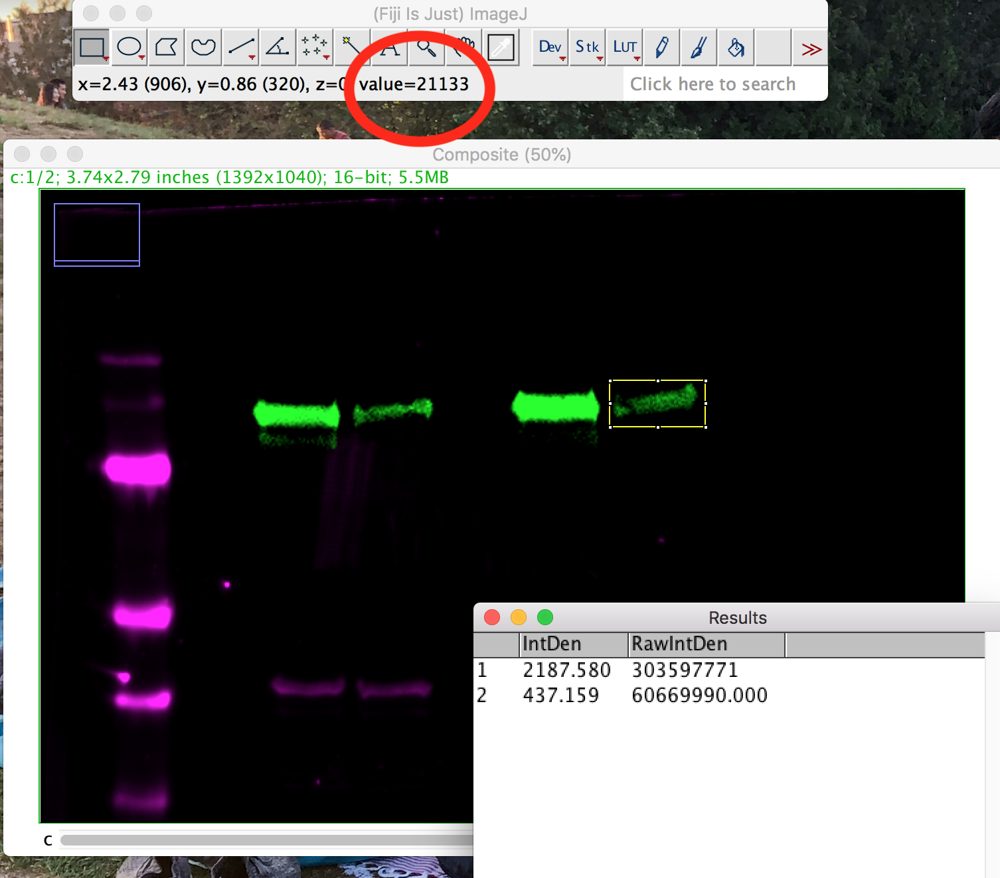 (Fiji Is Just) ImageJ
A Dev Stk LUT >>
x=2.43 (906), y=0.86 (320), z=0 value=21133 Click here to search
Composite (50%)
c:1/2; 3.74x2.79 inches (1392x1040); 16-bit; 5.5MB
Results
IntDen RawIntDen
1 2187.580 303597771
2 437.159 60669990.000
c